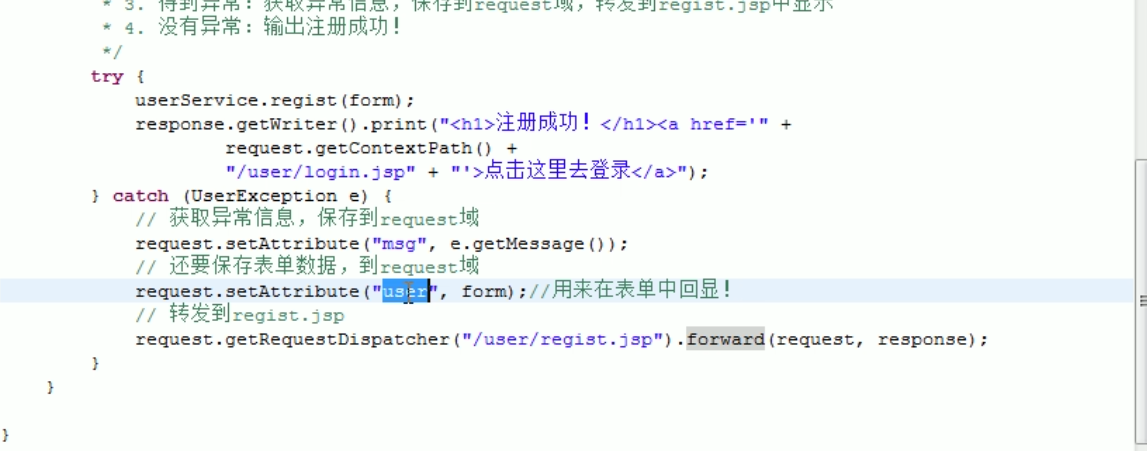 * 3. 得到异常：获取异常信息，保存到request域，转发到regist.jsp中显示
* 4. 没有异常：输出注册成功！
*/
try {
userService.regist(form);
response.getWriter().print("<h1>注册成功！</h1><a href='" +
request.getContextPath() +
"/user/login.jsp" + "'>点击这里去登录</a>");
} catch (UserException e) {
// 获取异常信息，保存到request域
request.setAttribute("msg", e.getMessage());
// 还要保存表单数据，到request域
request.setAttribute("user", form);//用来在表单中回显！
// 转发到regist.jsp
request.getRequestDispatcher("/user/regist.jsp").forward(request, response);
}
}
}